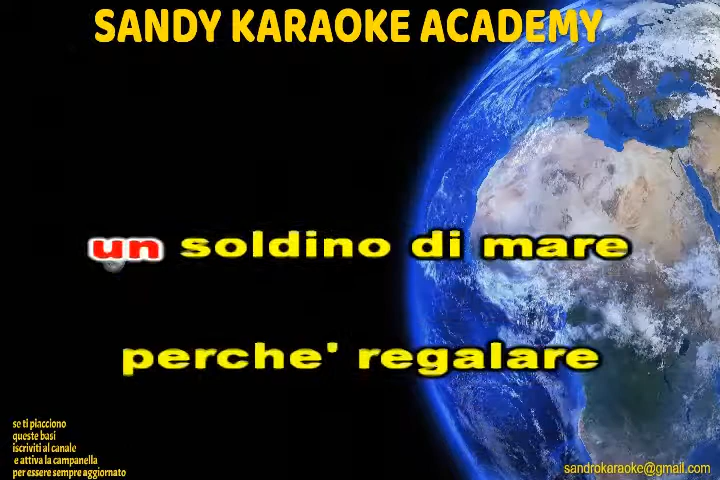 SANDY KARAOKE ACADEMY
un soldino di mare
perche' regalare
se ti piacciono
queste basi
iscriviti al canale
e attiva la campanella
per essere sempre aggiornato
sandrokaraoke@gmail.com